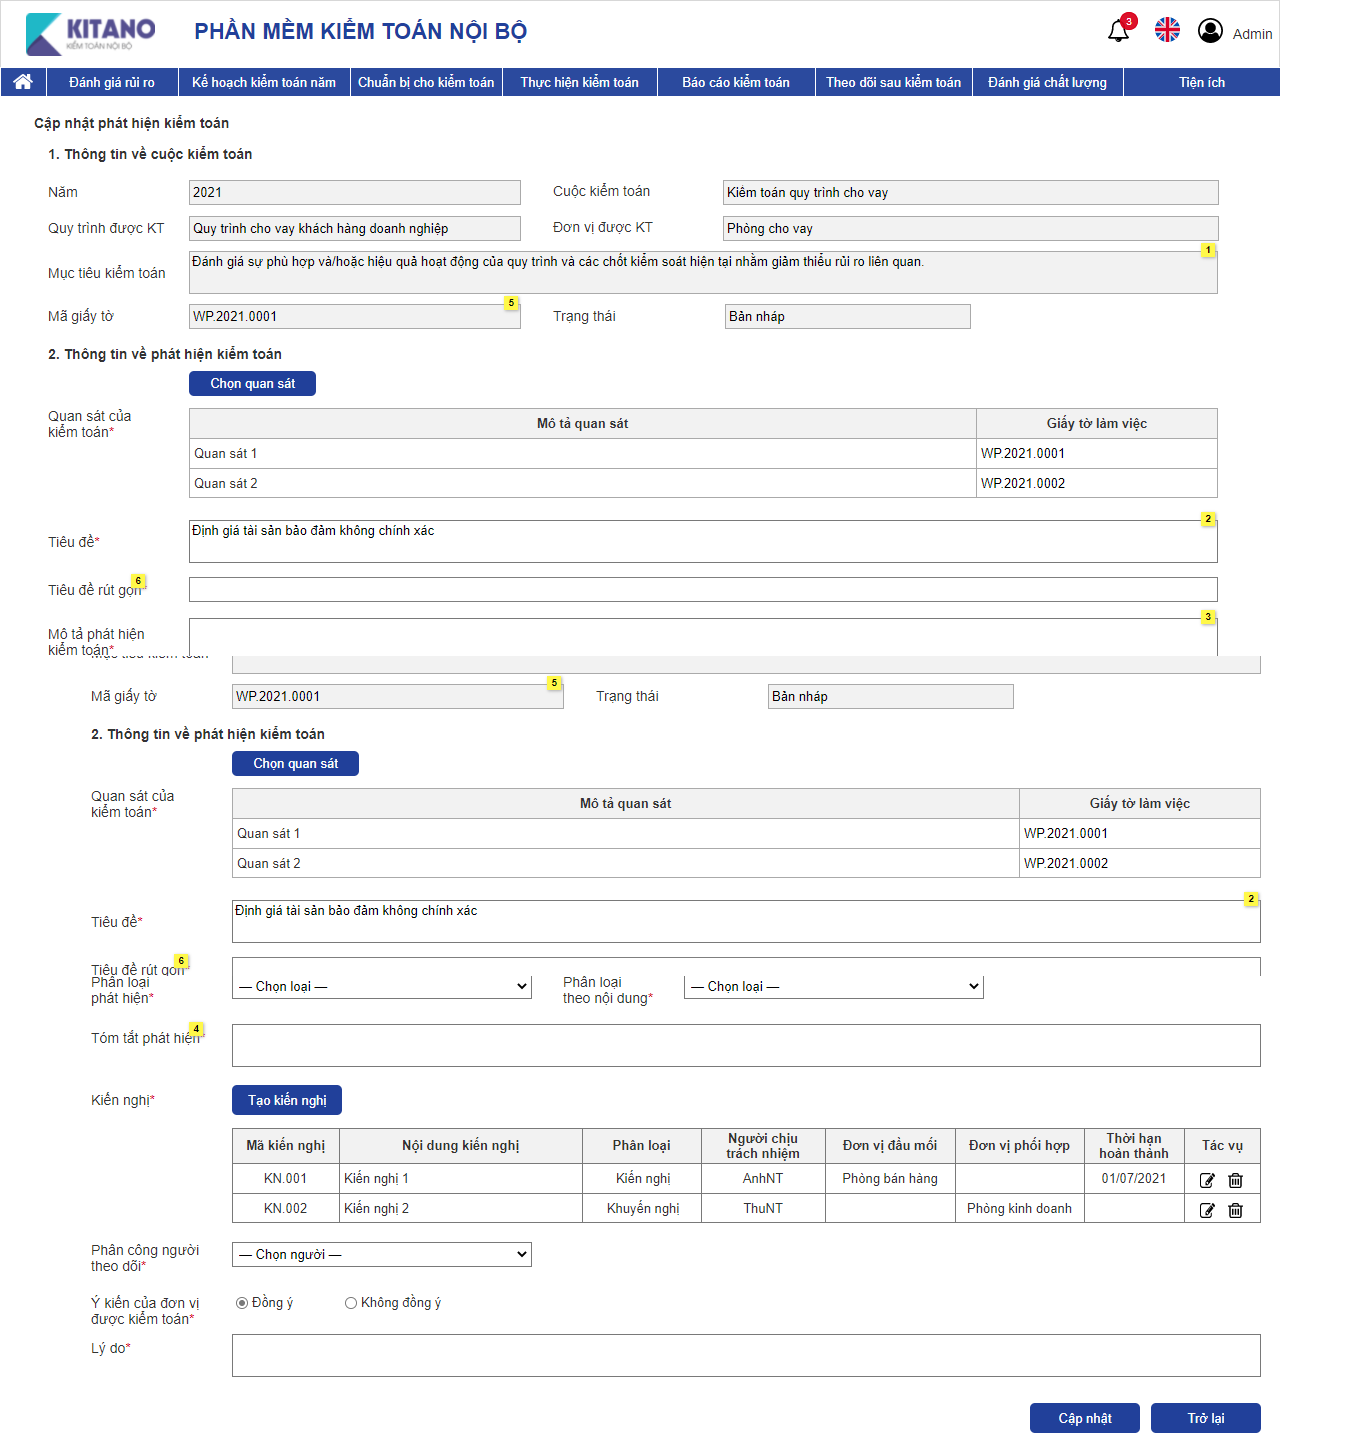 KITANO
KIỂM TOÁN NỘI BỘ
PHẦN MỀM KIỂM TOÁN NỘI BỘ
3
Admin
Đánh giá rủi ro
Kế hoạch kiểm toán năm
Chuẩn bị cho kiểm toán
Thực hiện kiểm toán
Báo cáo kiểm toán
Theo dõi sau kiểm toán
Đánh giá chất lượng
Tiện ích
Cập nhật phát hiện kiểm toán
1. Thông tin về cuộc kiểm toán
Năm 2021 Cuộc kiểm toán Kiêm toán quy trình cho vay
Quy trình được KT Quy trình cho vay khách hàng doanh nghiệp Đơn vị được KT Phòng cho vay
1
Mục tiêu kiểm toán Đánh giá sự phù hợp và/hoặc hiệu quả hoạt động của quy trình và các chốt kiểm soát hiện tại nhằm giảm thiểu rủi ro liên quan.
5
Mã giấy tờ WP.2021.0001 Trạng thái Bản nháp
2. Thông tin về phát hiện kiểm toán
Chọn quan sát
Quan sát của
kiểm toán*
Mô tả quan sát Giấy tờ làm việc
Quan sát 1 WP.2021.0001
Quan sát 2 WP.2021.0002
2
Tiêu đề* Định giá tài sản bảo đảm không chính xác
6
Tiêu đề rút gọn
3
Mô tả phát hiện
kiểm toán*
Mục tiêu kiểm toán
5
Mã giấy tờ WP.2021.0001 Trạng thái Bản nháp
2. Thông tin về phát hiện kiểm toán
Chọn quan sát
Quan sát của
kiểm toán*
Mô tả quan sát Giấy tờ làm việc
Quan sát 1 WP.2021.0001
Quan sát 2 WP.2021.0002
2
Tiêu đề* Định giá tài sản bảo đảm không chính xác
6
Tiêu đề rút gọn
Phân loại
phát hiện*
— Chọn loại —
Phân loại
theo nội dung*
— Chọn loại —
4
Tóm tắt phát hiện*
Kiến nghị* Tạo kiến nghị
Mã kiến nghị Nội dung kiến nghị Phân loại Người chịu trách nhiệm Đơn vị đầu mối Đơn vị phối hợp Thời hạn hoàn thành Tác vụ
KN.001 Kiến nghị 1 Kiến nghị AnhNT Phòng bán hàng 01/07/2021
KN.002 Kiến nghị 2 Khuyến nghị ThuNT Phòng kinh doanh
Phân công người
theo dõi*
— Chọn người —
Ý kiến của đơn vị
được kiểm toán*
Đồng ý Không đồng ý
Lý do*
Cập nhật Trở lại